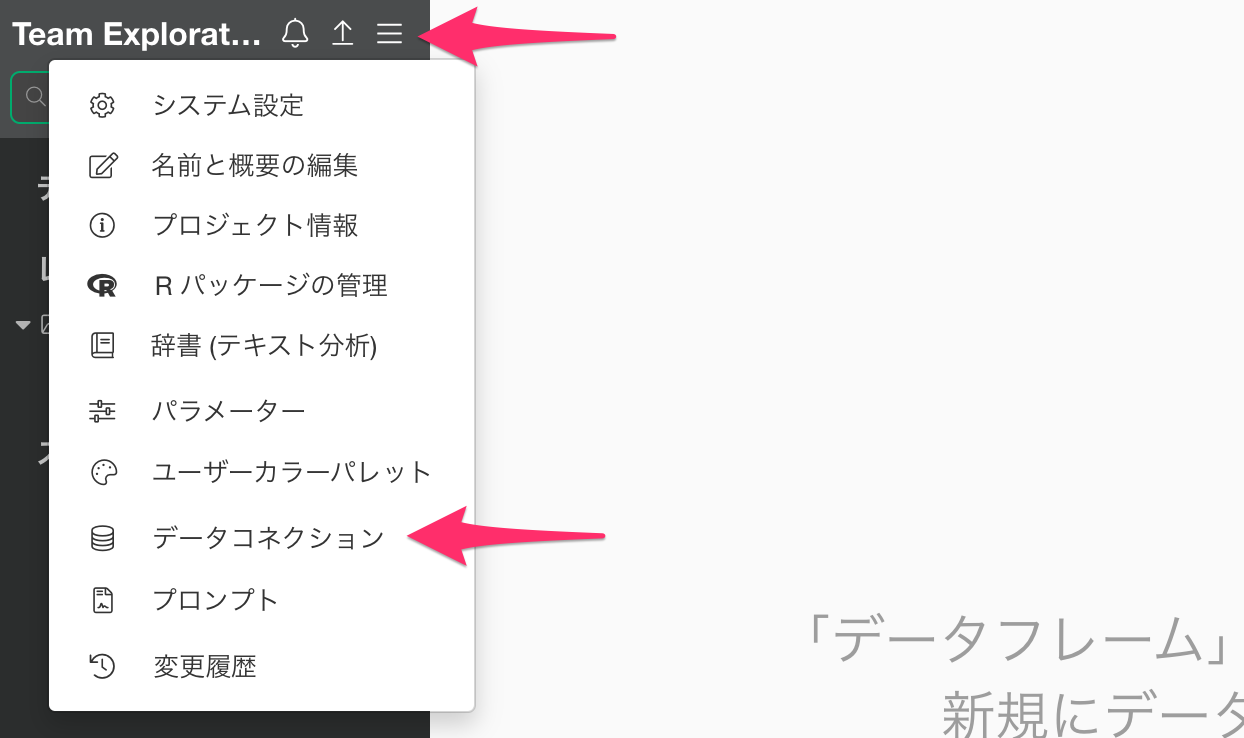 Team Explorat...
システム設定
名前と概要の編集
プロジェクト情報
R パッケージの管理
辞書 (テキスト分析)
パラメーター
ユーザーカラーパレット
データコネクション
プロンプト
変更履歴
「データフレーム」
新規にデータ